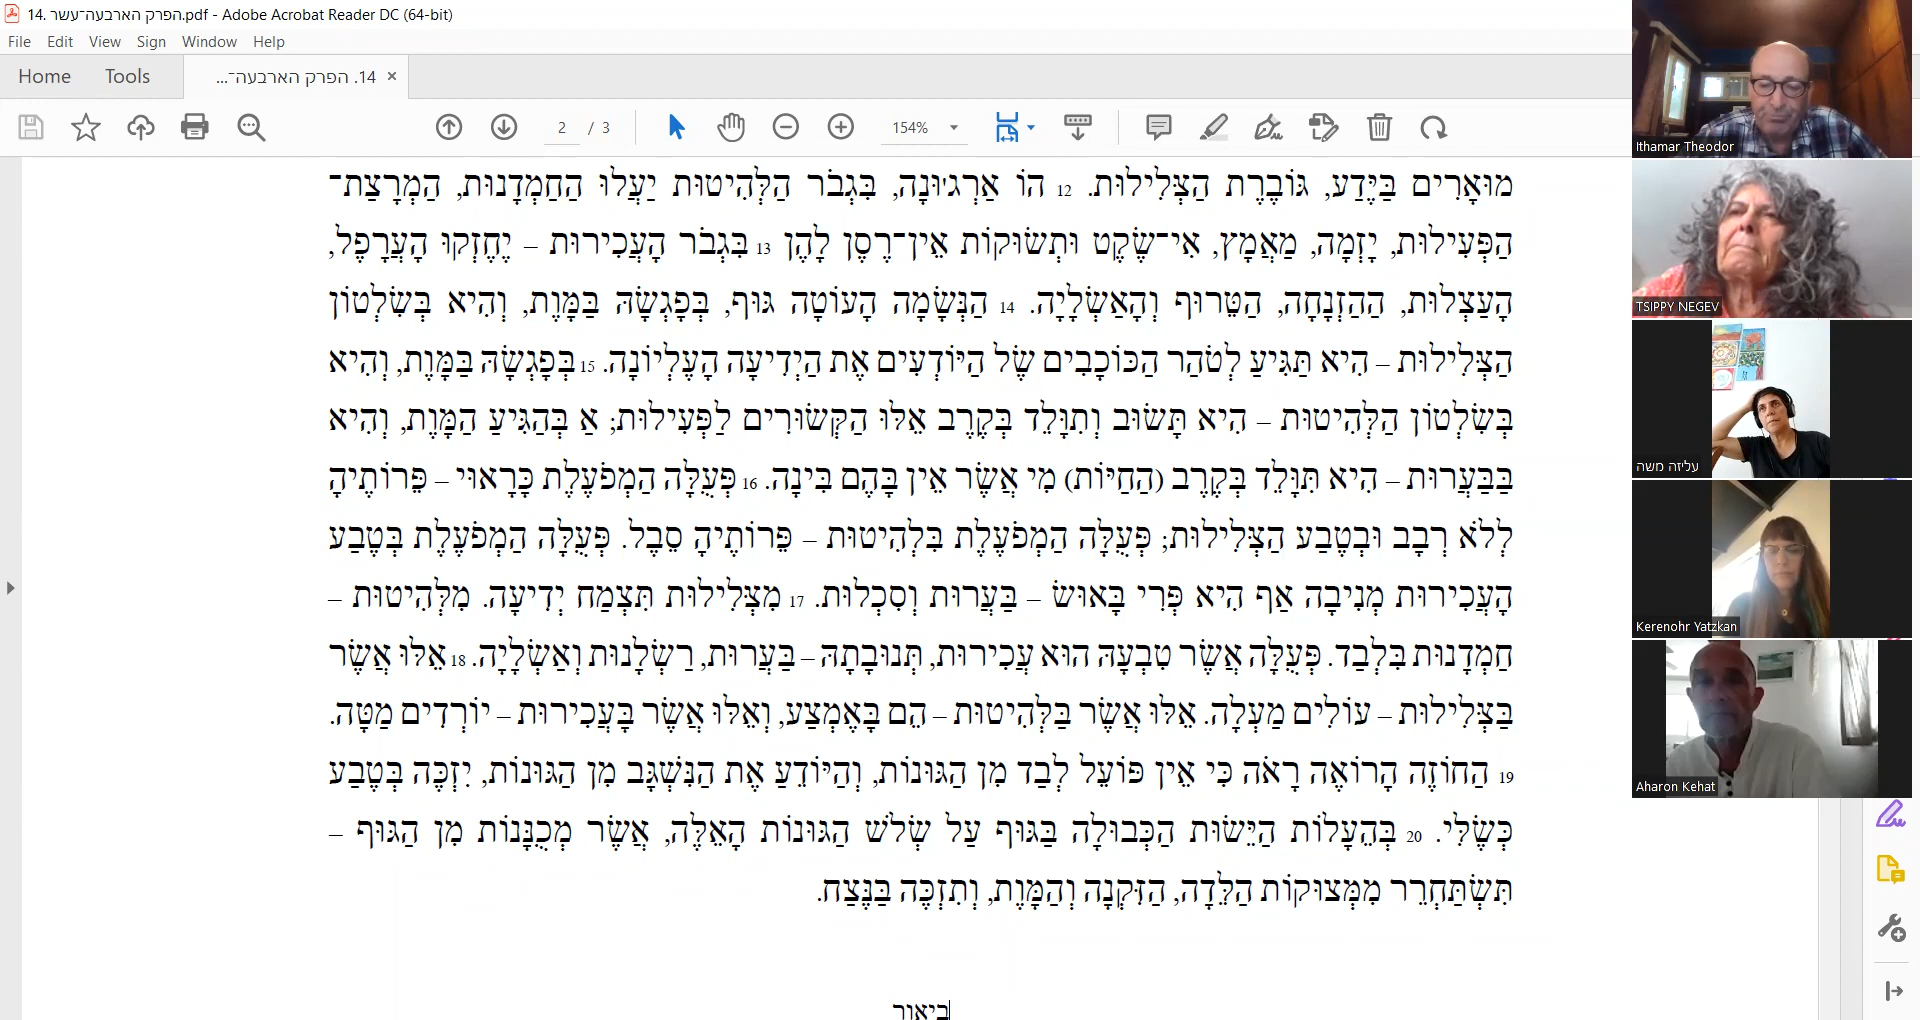 14. הפרק הארבעה־עשר.pdf - Adobe Acrobat Reader DC (64-bit)
File Edit View Sign Window Help
Home Tools 14. הפרק הארבעה־... ×
2 / 3 154%
מוּאָרִים בַּיֶּדַע, גּוֹבֶרֶת הַצְּלִילוּת. 12 הוֹ אַרְג'וּנָה, בִּגְבֹר הַלְּהִיטוּת יַעֲלוּ הַחַמְדָנוּת, הַמְרָצַת־
הַפְּעִילוּת, יָזְמָה, מַאֲמָץ, אִי־שֶׁקֶט וּתְשׁוּקוֹת אֵין־רֶסֶן לָהֶן 13 בִּגְבֹר הָעֲכִירוּת – יֶחֶזְקוּ הָעֲרָפֶל,
הָעַצְלוּת, הַהַזְנָחָה, הַטֵּרוּף וְהָאַשְׁלָיָה. 14 הַנְּשָׁמָה הָעוֹטָה גּוּף, בְּפָגְשָׁהּ בַּמָּוֶת, וְהִיא בְּשִׁלְטוֹן
הַצְּלִילוּת – הִיא תַּגִּיעַ לְטֹהַר הַכּוֹכָבִים שֶׁל הַיּוֹדְעִים אֶת הַיְדִיעָה הָעֶלְיוֹנָה. 15 בְּפָגְשָׁהּ בַּמָּוֶת, וְהִיא
בְּשִׁלְטוֹן הַלְּהִיטוּת – הִיא תָּשׁוּב וְתִוָּלֵד בְּקֶרֶב אֵלּוּ הַקְּשׁוּרִים לַפְּעִילוּת; אַ בְּהַגִּיעַ הַמָּוֶת, וְהִיא
בַּבַּעֲרוּת – הִיא תִּוָּלֵד בְּקֶרֶב (הַחַיּוֹת) מִי אֲשֶׁר אֵין בָּהֶם בִּינָה. 16 פְּעֻלָּה הַמְפֹעֶלֶת כָּרָאוּי – פֵּרוֹתֶיהָ
לְלֹא רְבָב וּבְטֶבַע הַצְּלִילוּת; פְּעֻלָּה הַמְפֹעֶלֶת בִּלְהִיטוּת – פֵּרוֹתֶיהָ סֵבֶל. פְּעֻלָּה הַמְפֹעֶלֶת בְּטֶבַע
הָעֲכִירוּת מְנִיבָה אַף הִיא פְּרִי בָּאוּשׁ – בַּעֲרוּת וְסִכְלוּת. 17 מִצְּלִילוּת תִּצְמַח יְדִיעָה. מִלְּהִיטוּת –
חַמְדָנוּת בִּלְבַד. פְּעֻלָּה אֲשֶׁר טִבְעָהּ הוּא עֲכִירוּת, תְּנוּבָתָהּ – בַּעֲרוּת, רַשְׁלָנוּת וְאַשְׁלָיָה. 18 אֵלּוּ אֲשֶׁר
בַּצְּלִילוּת – עוֹלִים מַעְלָה. אֵלּוּ אֲשֶׁר בַּלְּהִיטוּת – הֵם בָּאֶמְצַע, וְאֵלּוּ אֲשֶׁר בָּעֲכִירוּת – יוֹרְדִים מַטָּה.
19 הַחוֹזֶה הָרוֹאֶה רָאֹה כִּי אֵין פּוֹעֵל לְבַד מִן הַגּוּנוֹת, וְהַיּוֹדֵעַ אֶת הַנִּשְׂגָּב מִן הַגּוּנוֹת, יִזְכֶּה בְּטֶבַע
כְּשֶׁלִּי. 20 בְּהֵעָלוֹת הַיֵּשׁוּת הַכְּבוּלָה בַּגּוּף עַל שְׁלֹשׁ הַגּוּנוֹת הָאֵלֶּה, אֲשֶׁר מְכֻנָּנוֹת מִן הַגּוּף –
תִּשְׁתַּחְרֵר מִמְּצוּקוֹת הַלֵּדָה, הַזִּקְנָה וְהַמָּוֶת, וְתִזְכֶּה בַּנֶּצַח.
ביאור
Ithamar Theodor
TSIPPY NEGEV
עליזה משה
Kerenohr Yatzkan
Aharon Kehat